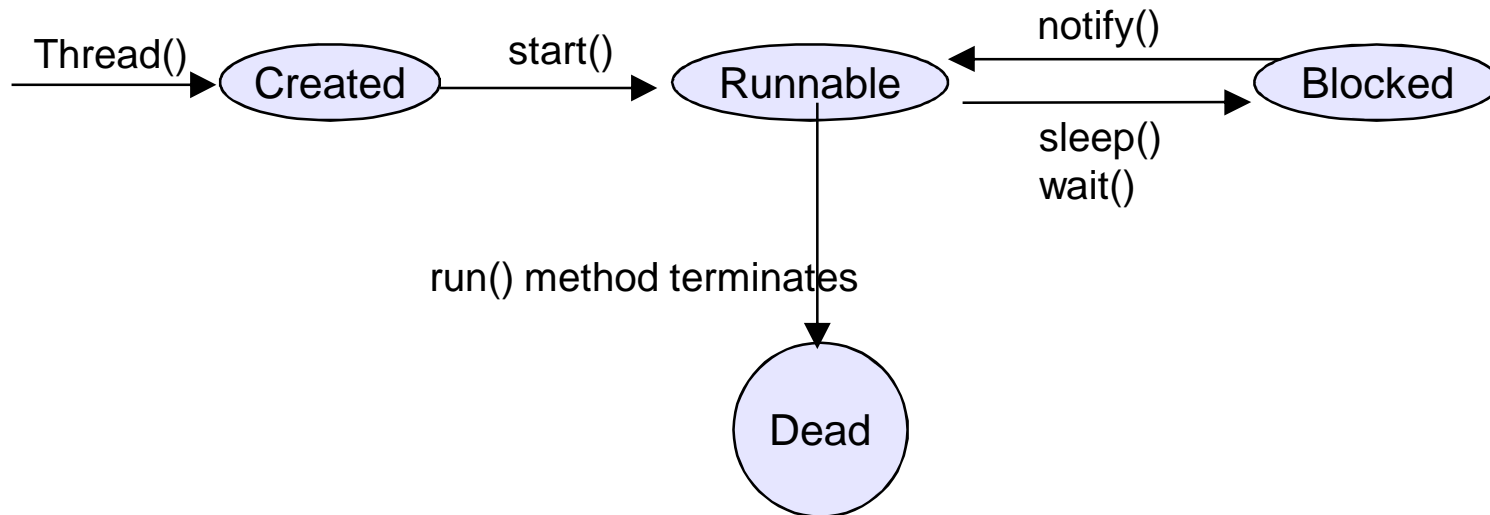 Thread()
Created
start()
Runnable
notify()
Blocked
sleep()
wait()
run() method terminates
Dead